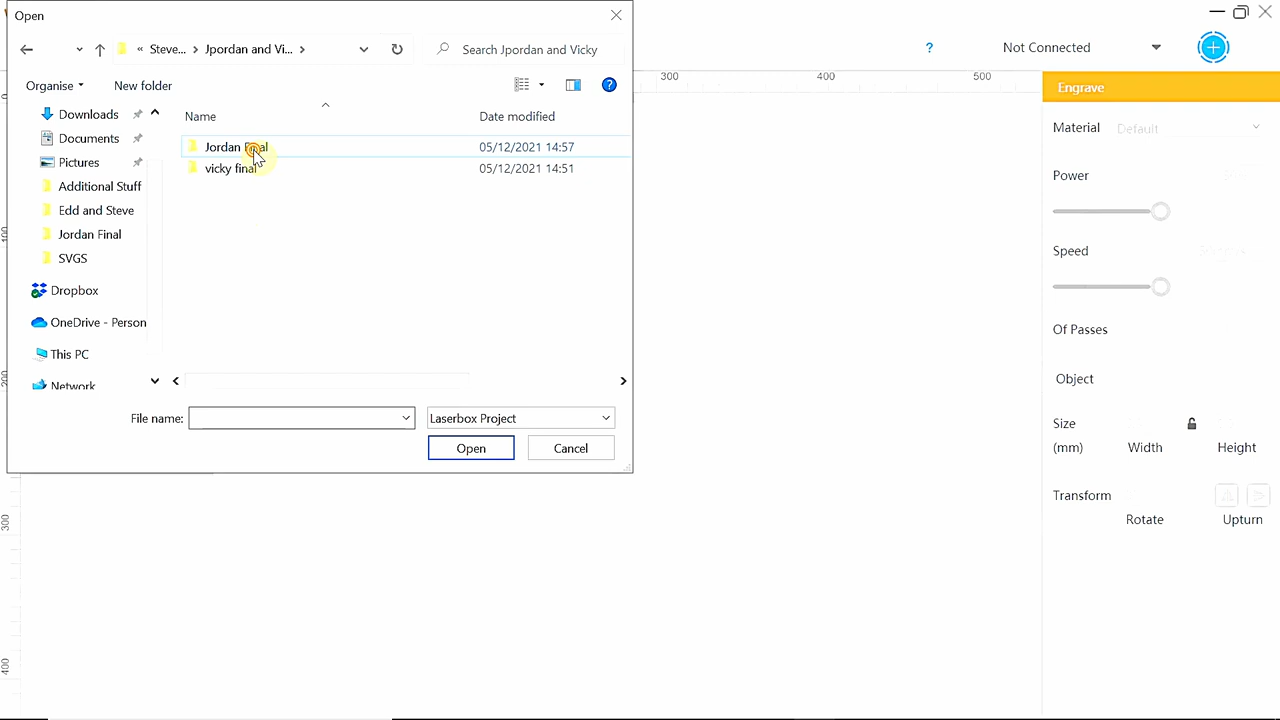 Open
« Steve... > Jpordan and Vi... >
Search Jpordan and Vicky
?
Not Connected
Organise
New folder
?
300
400
500
Engrave
Downloads
Documents
Pictures
Additional Stuff
Edd and Steve
Jordan Final
SVGS
Dropbox
OneDrive - Person
This PC
Network
Name
Date modified
Jordan Final
05/12/2021 14:57
vicky final
05/12/2021 14:51
Material
Default
Power
Speed
Of Passes
Object
Size
(mm)
Width
Height
Transform
Rotate
Upturn
File name:
Laserbox Project
Open
Cancel
0
100
200
300
400